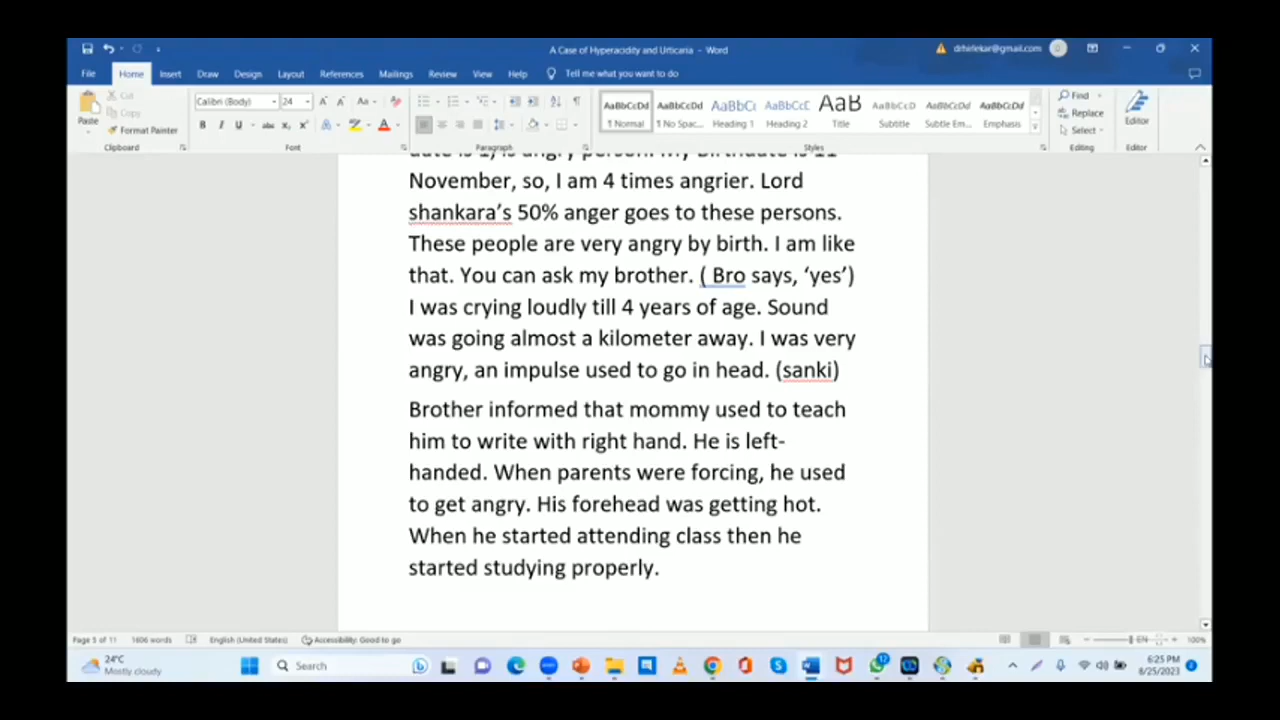 A Case of Hyperacidity and Urticaria - Word
drhirlekar@gmail.com
File Home Insert Draw Design Layout References Mailings Review View Help Tell me what you want to do
Paste
Cut
Copy
Format Painter
Clipboard
Calibri (Body) 24
Font
Paragraph
AaBbCcDd AaBbCcDd AaBbCc AaBbCcE AaB AaBbCcD AaBbCcDd AaBbCcDd
¶ Normal ¶ No Spac... Heading 1 Heading 2 Title Subtitle Subtle Em... Emphasis
Styles
Find
Replace
Select
Editing
Editor
Editor
date is 1, is angry person. My Birthdate is 11
November, so, I am 4 times angrier. Lord
shankara's 50% anger goes to these persons.
These people are very angry by birth. I am like
that. You can ask my brother. ( Bro says, 'yes')
I was crying loudly till 4 years of age. Sound
was going almost a kilometer away. I was very
angry, an impulse used to go in head. (sanki)
Brother informed that mommy used to teach
him to write with right hand. He is left-
handed. When parents were forcing, he used
to get angry. His forehead was getting hot.
When he started attending class then he
started studying properly.
Page 5 of 11 1606 words English (United States) Accessibility: Good to go 100%
24°C
Mostly cloudy
Search
EN
6:25 PM
8/25/2023